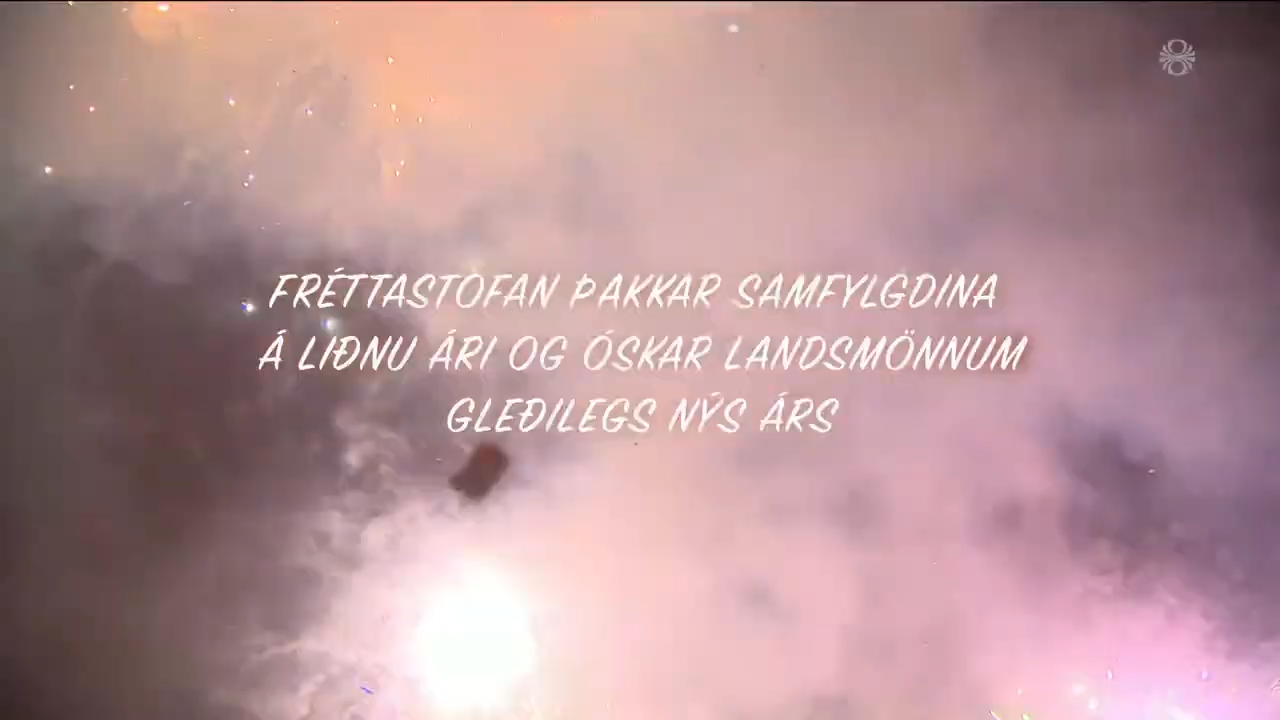 FRÉTTASTOFAN ÞAKKAR SAMFYLGDINA
Á LIÐNU ÁRI OG ÓSKAR LANDSMÖNNUM
GLEÐILEGS NÝS ÁRS